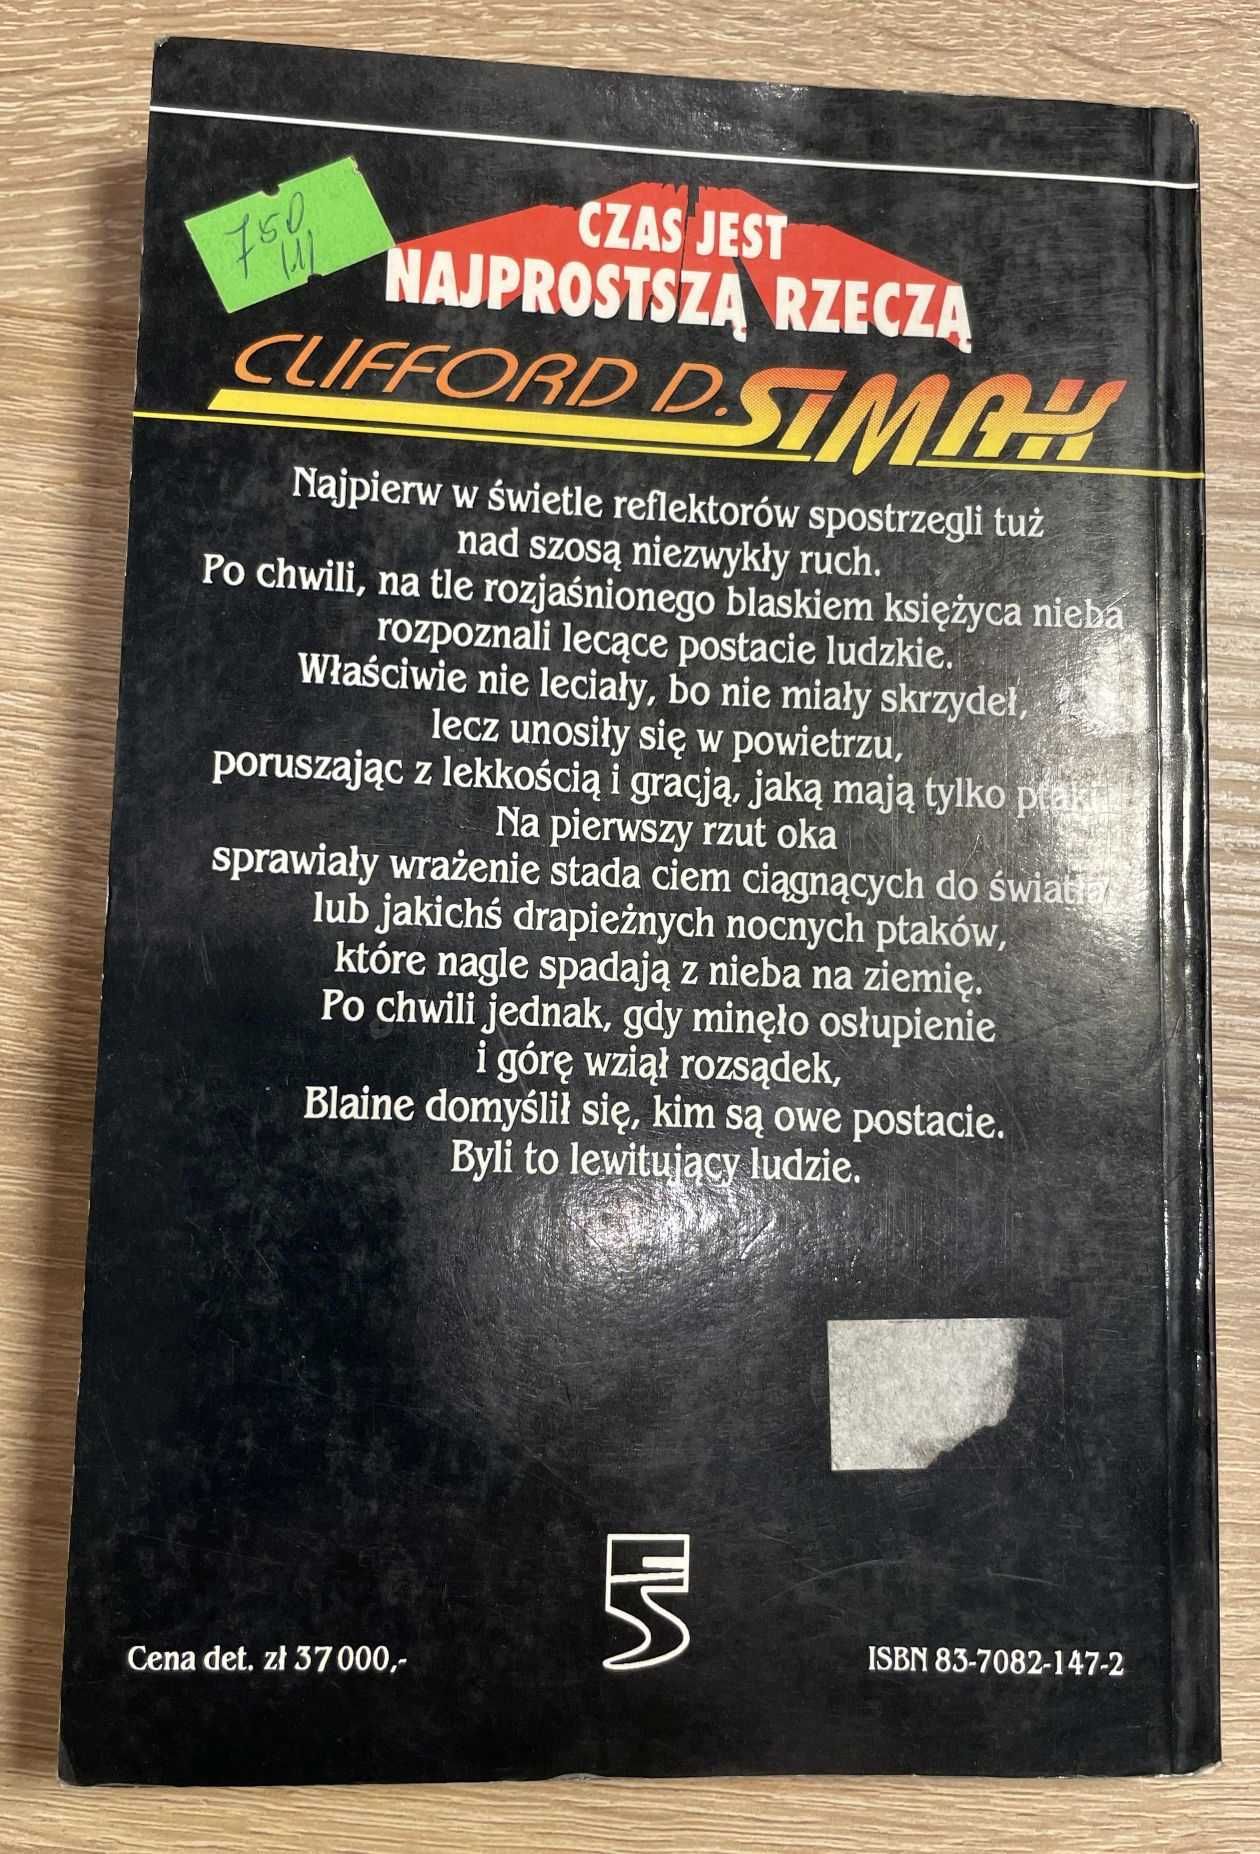 750
CZAS JEST
NAJPROSTSZĄ RZECZĄ
CLIFFORD D. SIMAK
Najpierw w świetle reflektorów spostrzegli tuż
nad szosą niezwykły ruch.
Po chwili, na tle rozjaśnionego blaskiem księżyca nieba
rozpoznali lecące postacie ludzkie.
Właściwie nie leciały, bo nie miały skrzydeł,
lecz unosiły się w powietrzu,
poruszając z lekkością i gracją, jaką mają tylko ptaki.
Na pierwszy rzut oka
sprawiały wrażenie stada ciem ciągnących do światła
lub jakichś drapieżnych nocnych ptaków,
które nagle spadają z nieba na ziemię.
Po chwili jednak, gdy minęło osłupienie
i górę wziął rozsądek,
Blaine domyślił się, kim są owe postacie.
Byli to lewitujący ludzie.
Cena det. zł 37 000,-
ISBN 83-7082-147-2